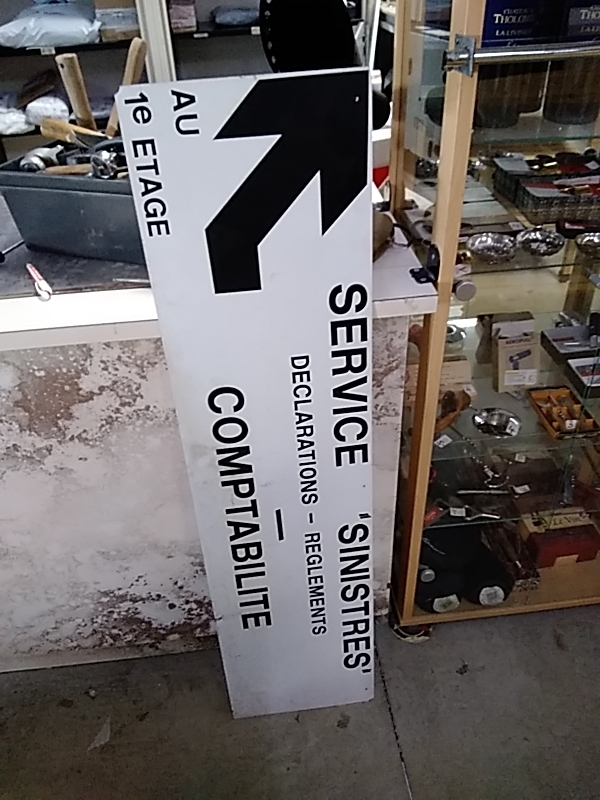 SERVICE 'SINISTRES'
DECLARATIONS - REGLEMENTS
—
COMPTABILITE
AU
1e ETAGE